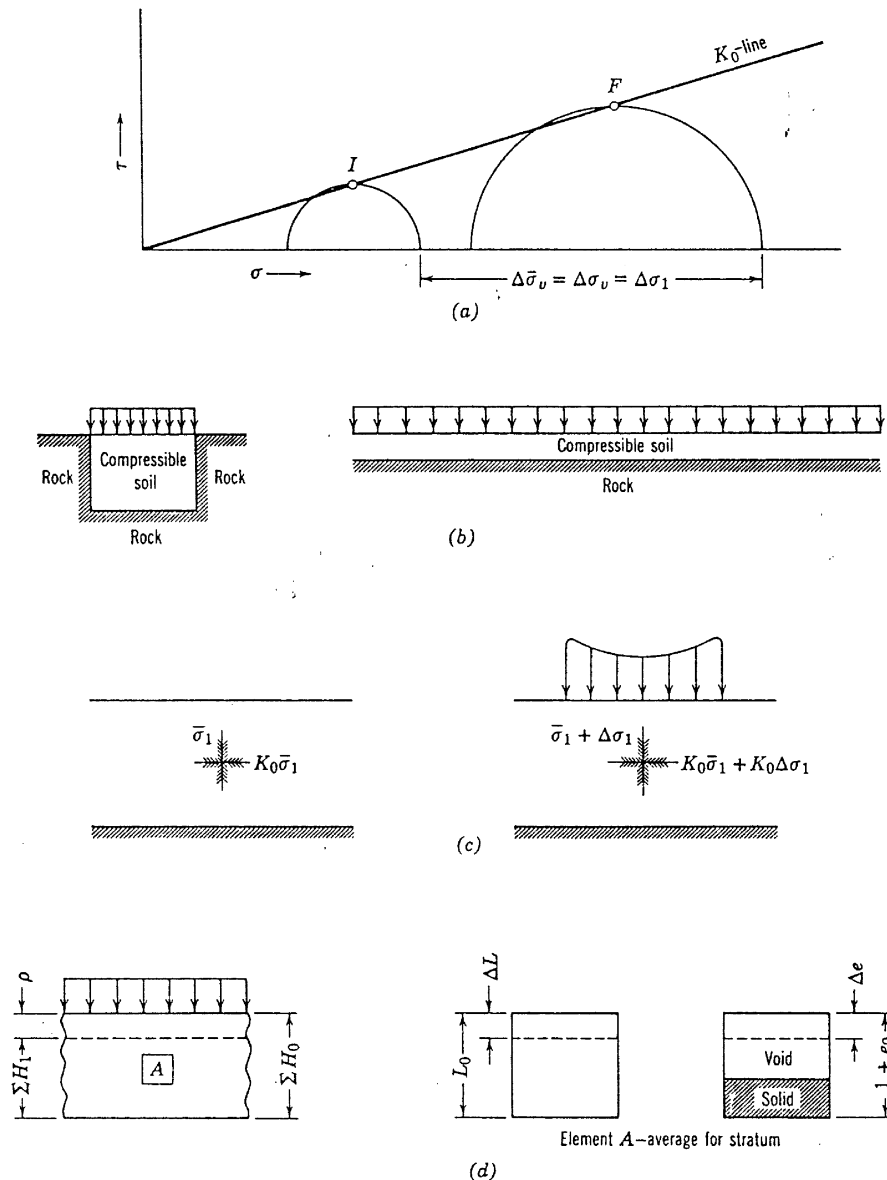 K₀-line
F
I
τ
σ
Δσ̄ᵥ = Δσᵥ = Δσ₁
(a)
Compressible soil
Rock
Rock
Rock
Compressible soil
Rock
(b)
σ̄₁
K₀σ̄₁
σ̄₁ + Δσ₁
K₀σ̄₁ + K₀Δσ₁
(c)
ρ
ΣH₁
A
ΣH₀
ΔL
L₀
Δe
Void
Solid
1 + e₀
Element A—average for stratum
(d)